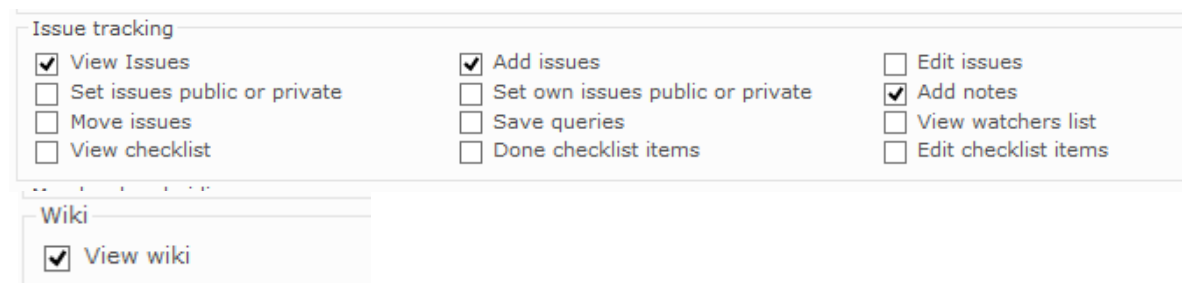 Issue tracking
View Issues Add issues Edit issues
Set issues public or private Set own issues public or private Add notes
Move issues Save queries View watchers list
View checklist Done checklist items Edit checklist items
Wiki
View wiki